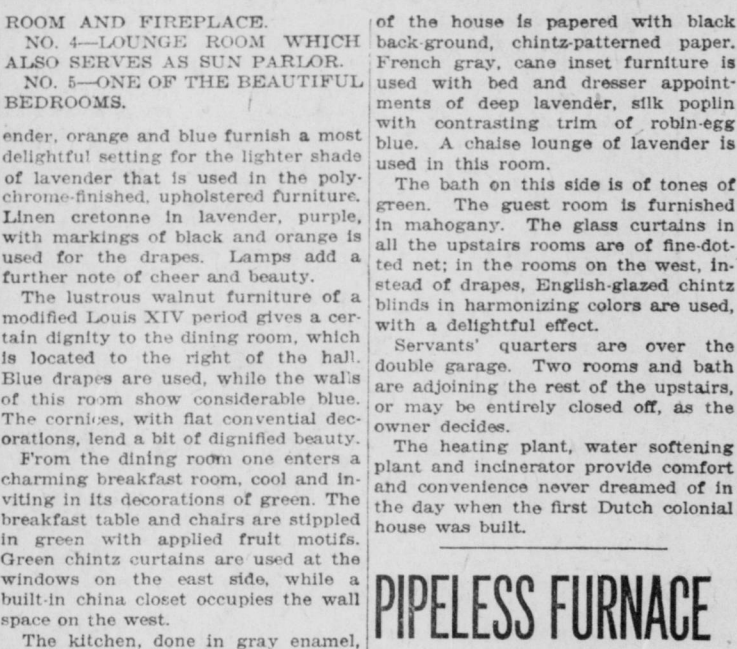 ROOM AND FIREPLACE.
NO. 4—LOUNGE ROOM WHICH
ALSO SERVES AS SUN PARLOR.
NO. 5—ONE OF THE BEAUTIFUL
BEDROOMS.
ender, orange and blue furnish a most
delightful setting for the lighter shade
of lavender that is used in the poly-
chrome-finished, upholstered furniture.
Linen cretonne in lavender, purple,
with markings of black and orange is
used for the drapes. Lamps add a
further note of cheer and beauty.
The lustrous walnut furniture of a
modified Louis XIV period gives a cer-
tain dignity to the dining room, which
is located to the right of the hall.
Blue drapes are used, while the walls
of this room show considerable blue.
The cornices, with flat convential dec-
orations, lend a bit of dignified beauty.
From the dining room one enters a
charming breakfast room, cool and in-
viting in its decorations of green. The
breakfast table and chairs are stippled
in green with applied fruit motifs.
Green chintz curtains are used at the
windows on the east side, while a
built-in china closet occupies the wall
space on the west.
The kitchen, done in gray enamel,
of the house is papered with black
back-ground, chintz-patterned paper.
French gray, cane inset furniture is
used with bed and dresser appoint-
ments of deep lavender, silk poplin
with contrasting trim of robin-egg
blue. A chaise lounge of lavender is
used in this room.
The bath on this side is of tones of
green. The guest room is furnished
in mahogany. The glass curtains in
all the upstairs rooms are of fine-dot-
ted net; in the rooms on the west, in-
stead of drapes, English-glazed chintz
blinds in harmonizing colors are used,
with a delightful effect.
Servants' quarters are over the
double garage. Two rooms and bath
are adjoining the rest of the upstairs,
or may be entirely closed off, as the
owner decides.
The heating plant, water softening
plant and incinerator provide comfort
and convenience never dreamed of in
the day when the first Dutch colonial
house was built.
PIPELESS FURNACE